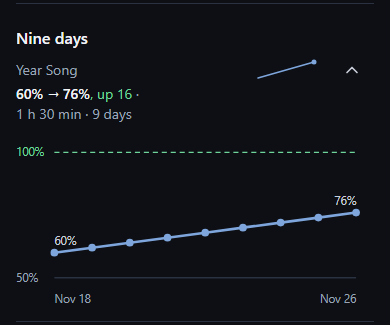 Nine days
Year Song
60% → 76%, up 16 ·
1 h 30 min · 9 days
100%
76%
60%
50%
Nov 18
Nov 26